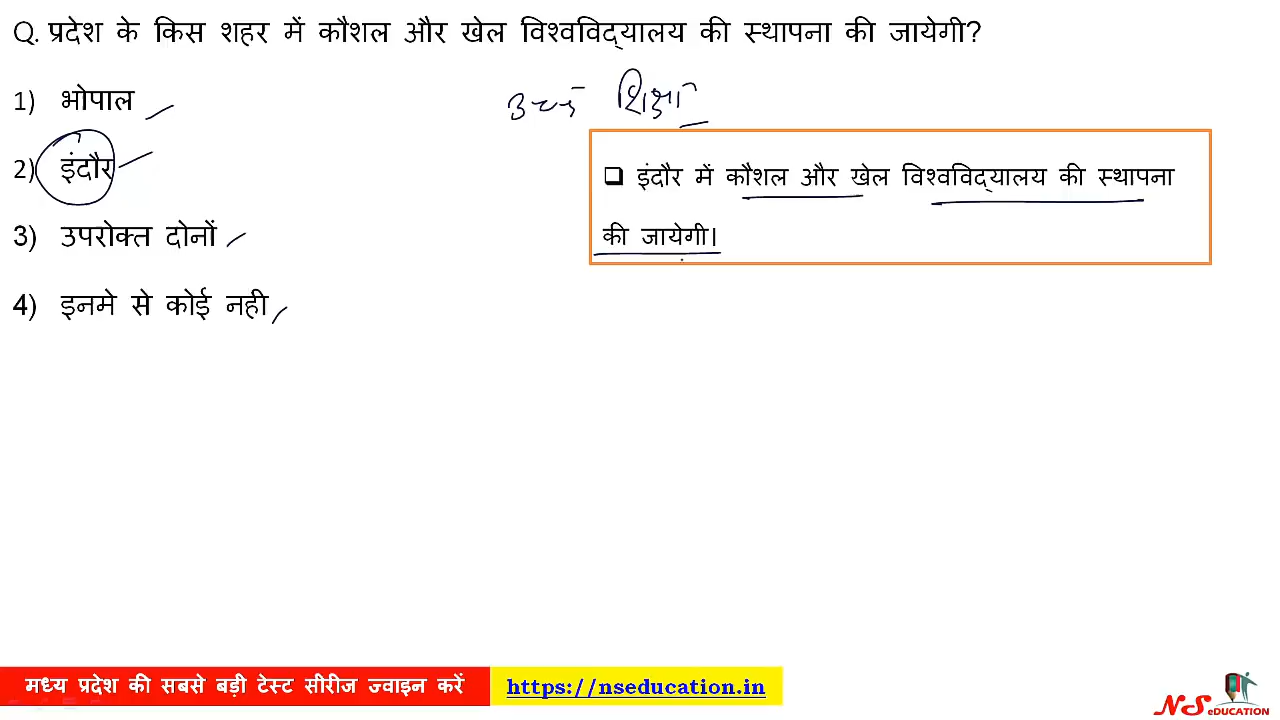 Q. प्रदेश के किस शहर में कौशल और खेल विश्वविद्यालय की स्थापना की जायेगी?
1) भोपाल
2) इंदौर
3) उपरोक्त दोनों
4) इनमे से कोई नही
उच्च शिक्षा
❑ इंदौर में कौशल और खेल विश्वविद्यालय की स्थापना
की जायेगी।
मध्य प्रदेश की सबसे बड़ी टेस्ट सीरीज ज्वाइन करें
https://nseducation.in
NS eDUCATION